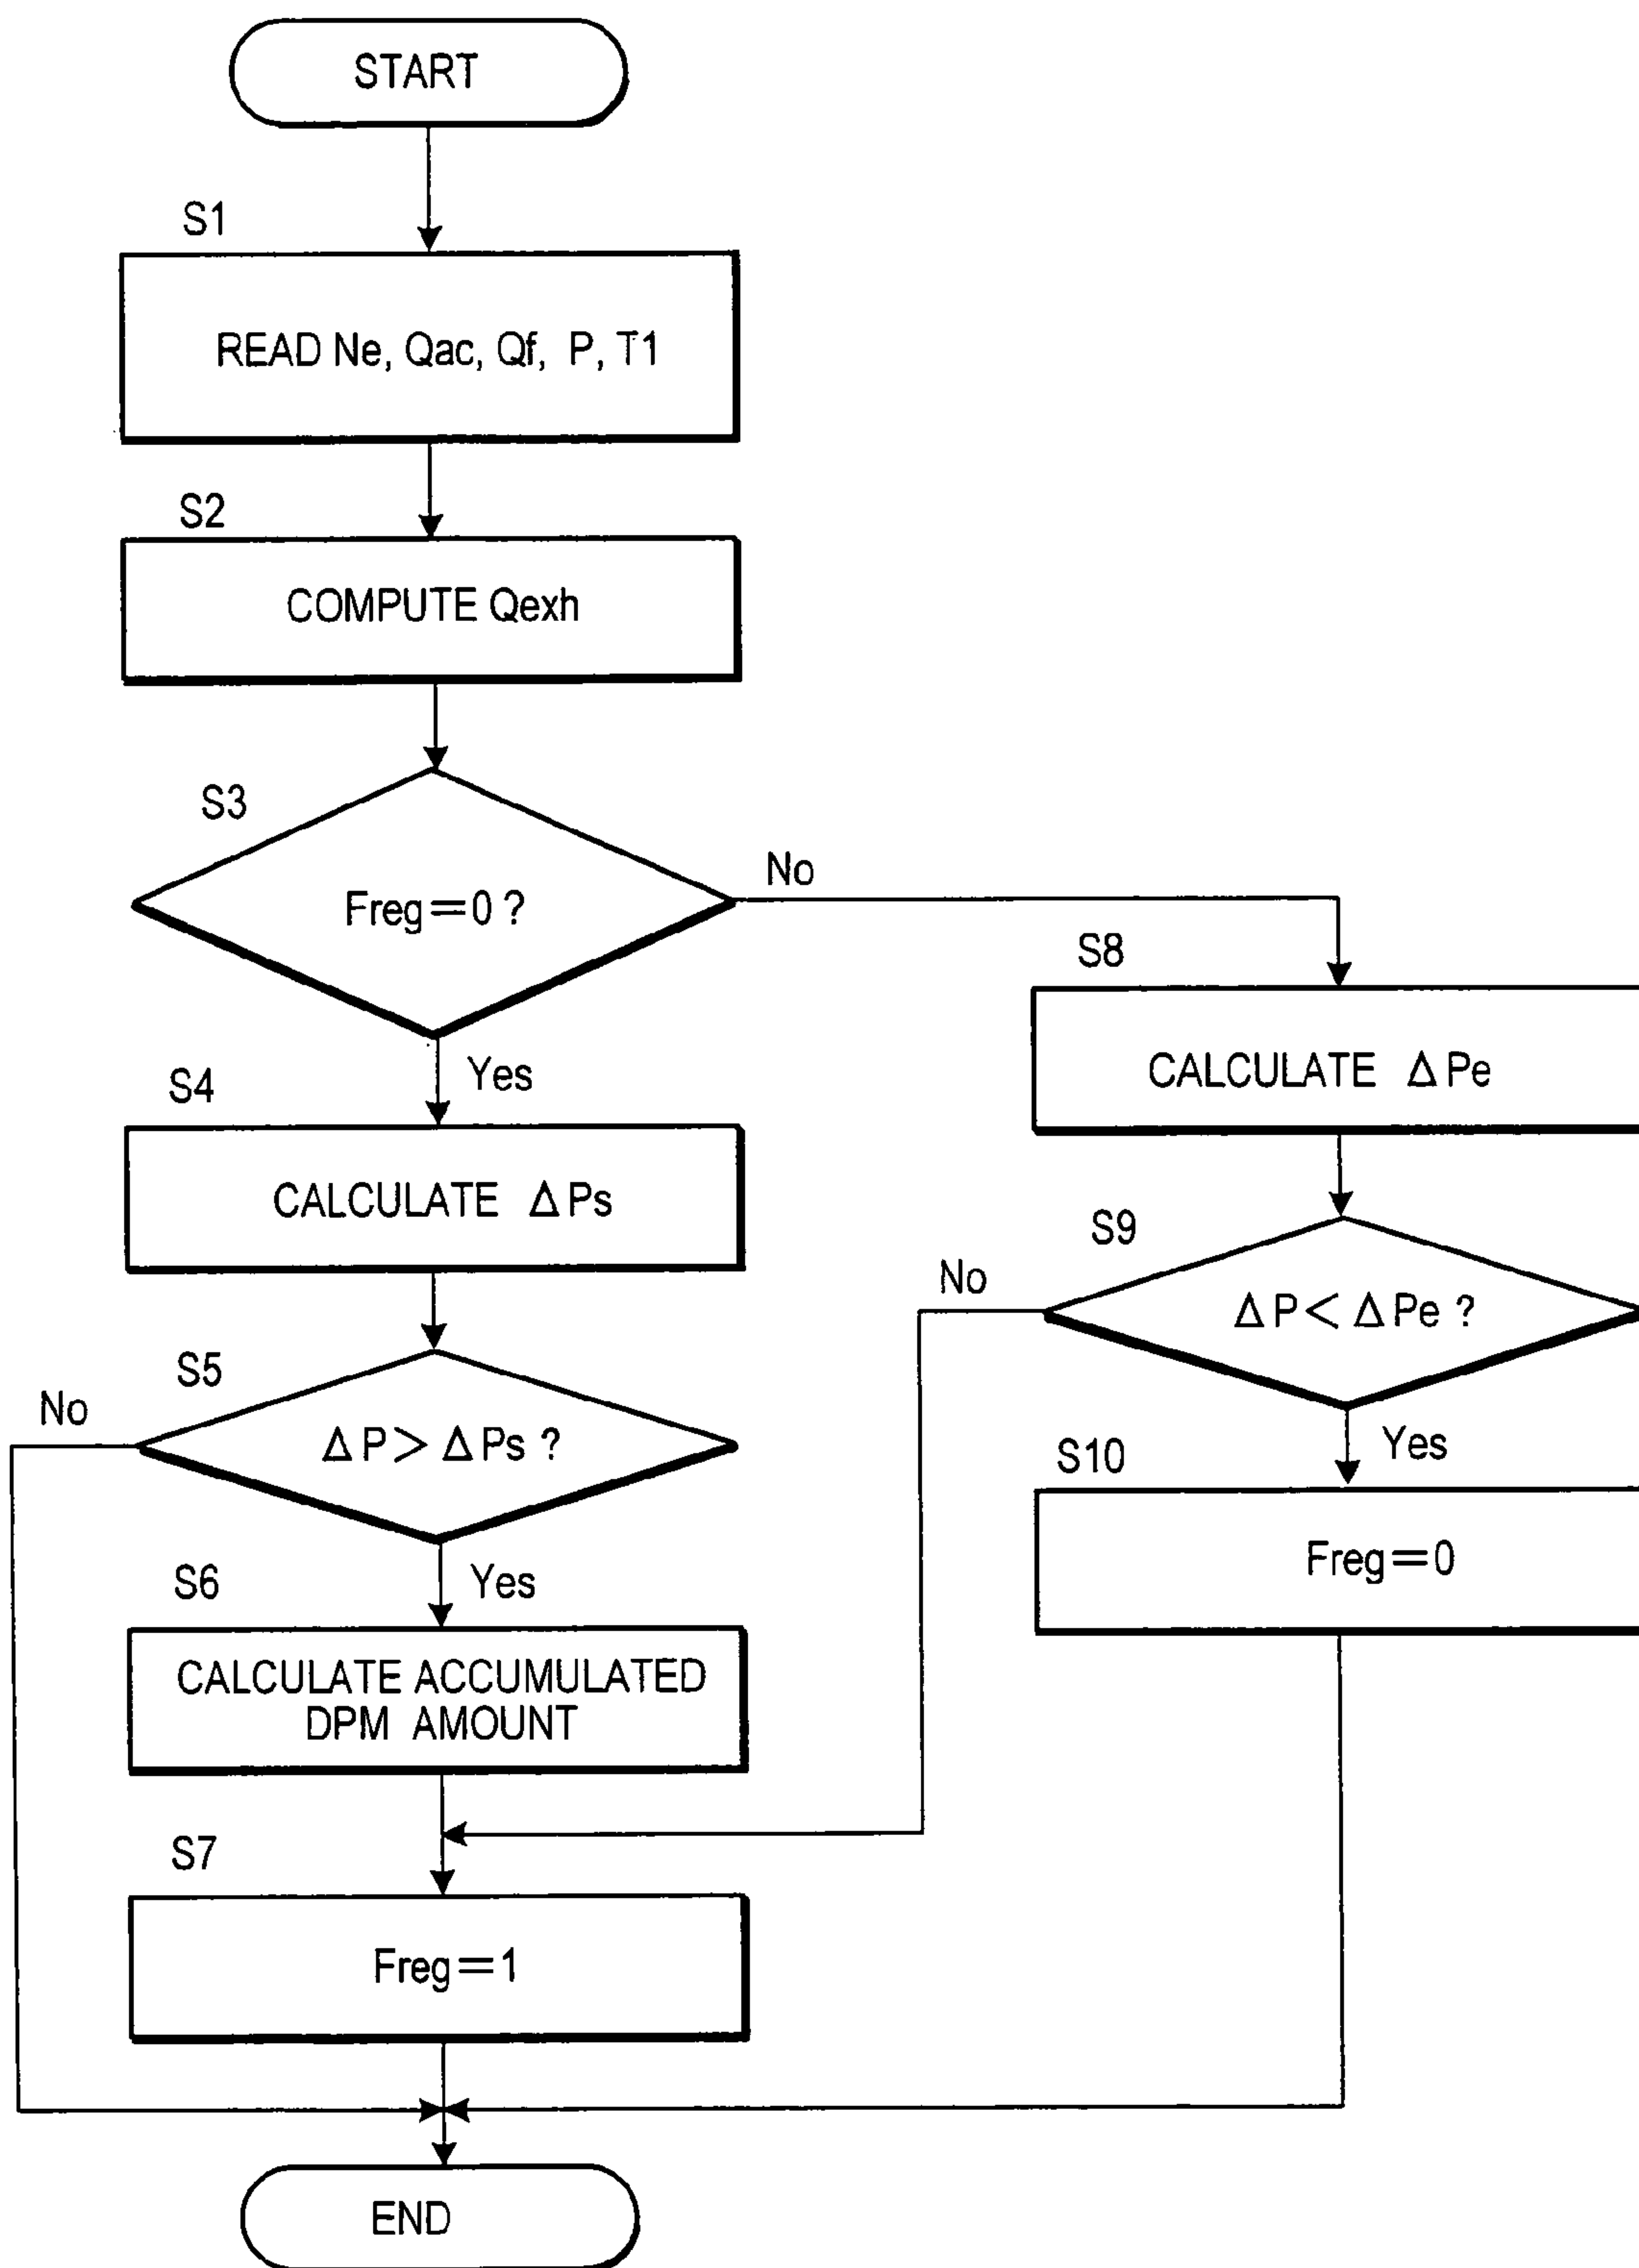 START
S1
READ Ne, Qac, Qf, P, T1
S2
COMPUTE Qexh
S3
Freg=0 ?
No
Yes
S4
CALCULATE ΔPs
S5
No
ΔP> ΔPs ?
Yes
S6
CALCULATE ACCUMULATED
DPM AMOUNT
S7
Freg=1
S8
CALCULATE ΔPe
S9
No
ΔP< ΔPe ?
Yes
S10
Freg=0
END